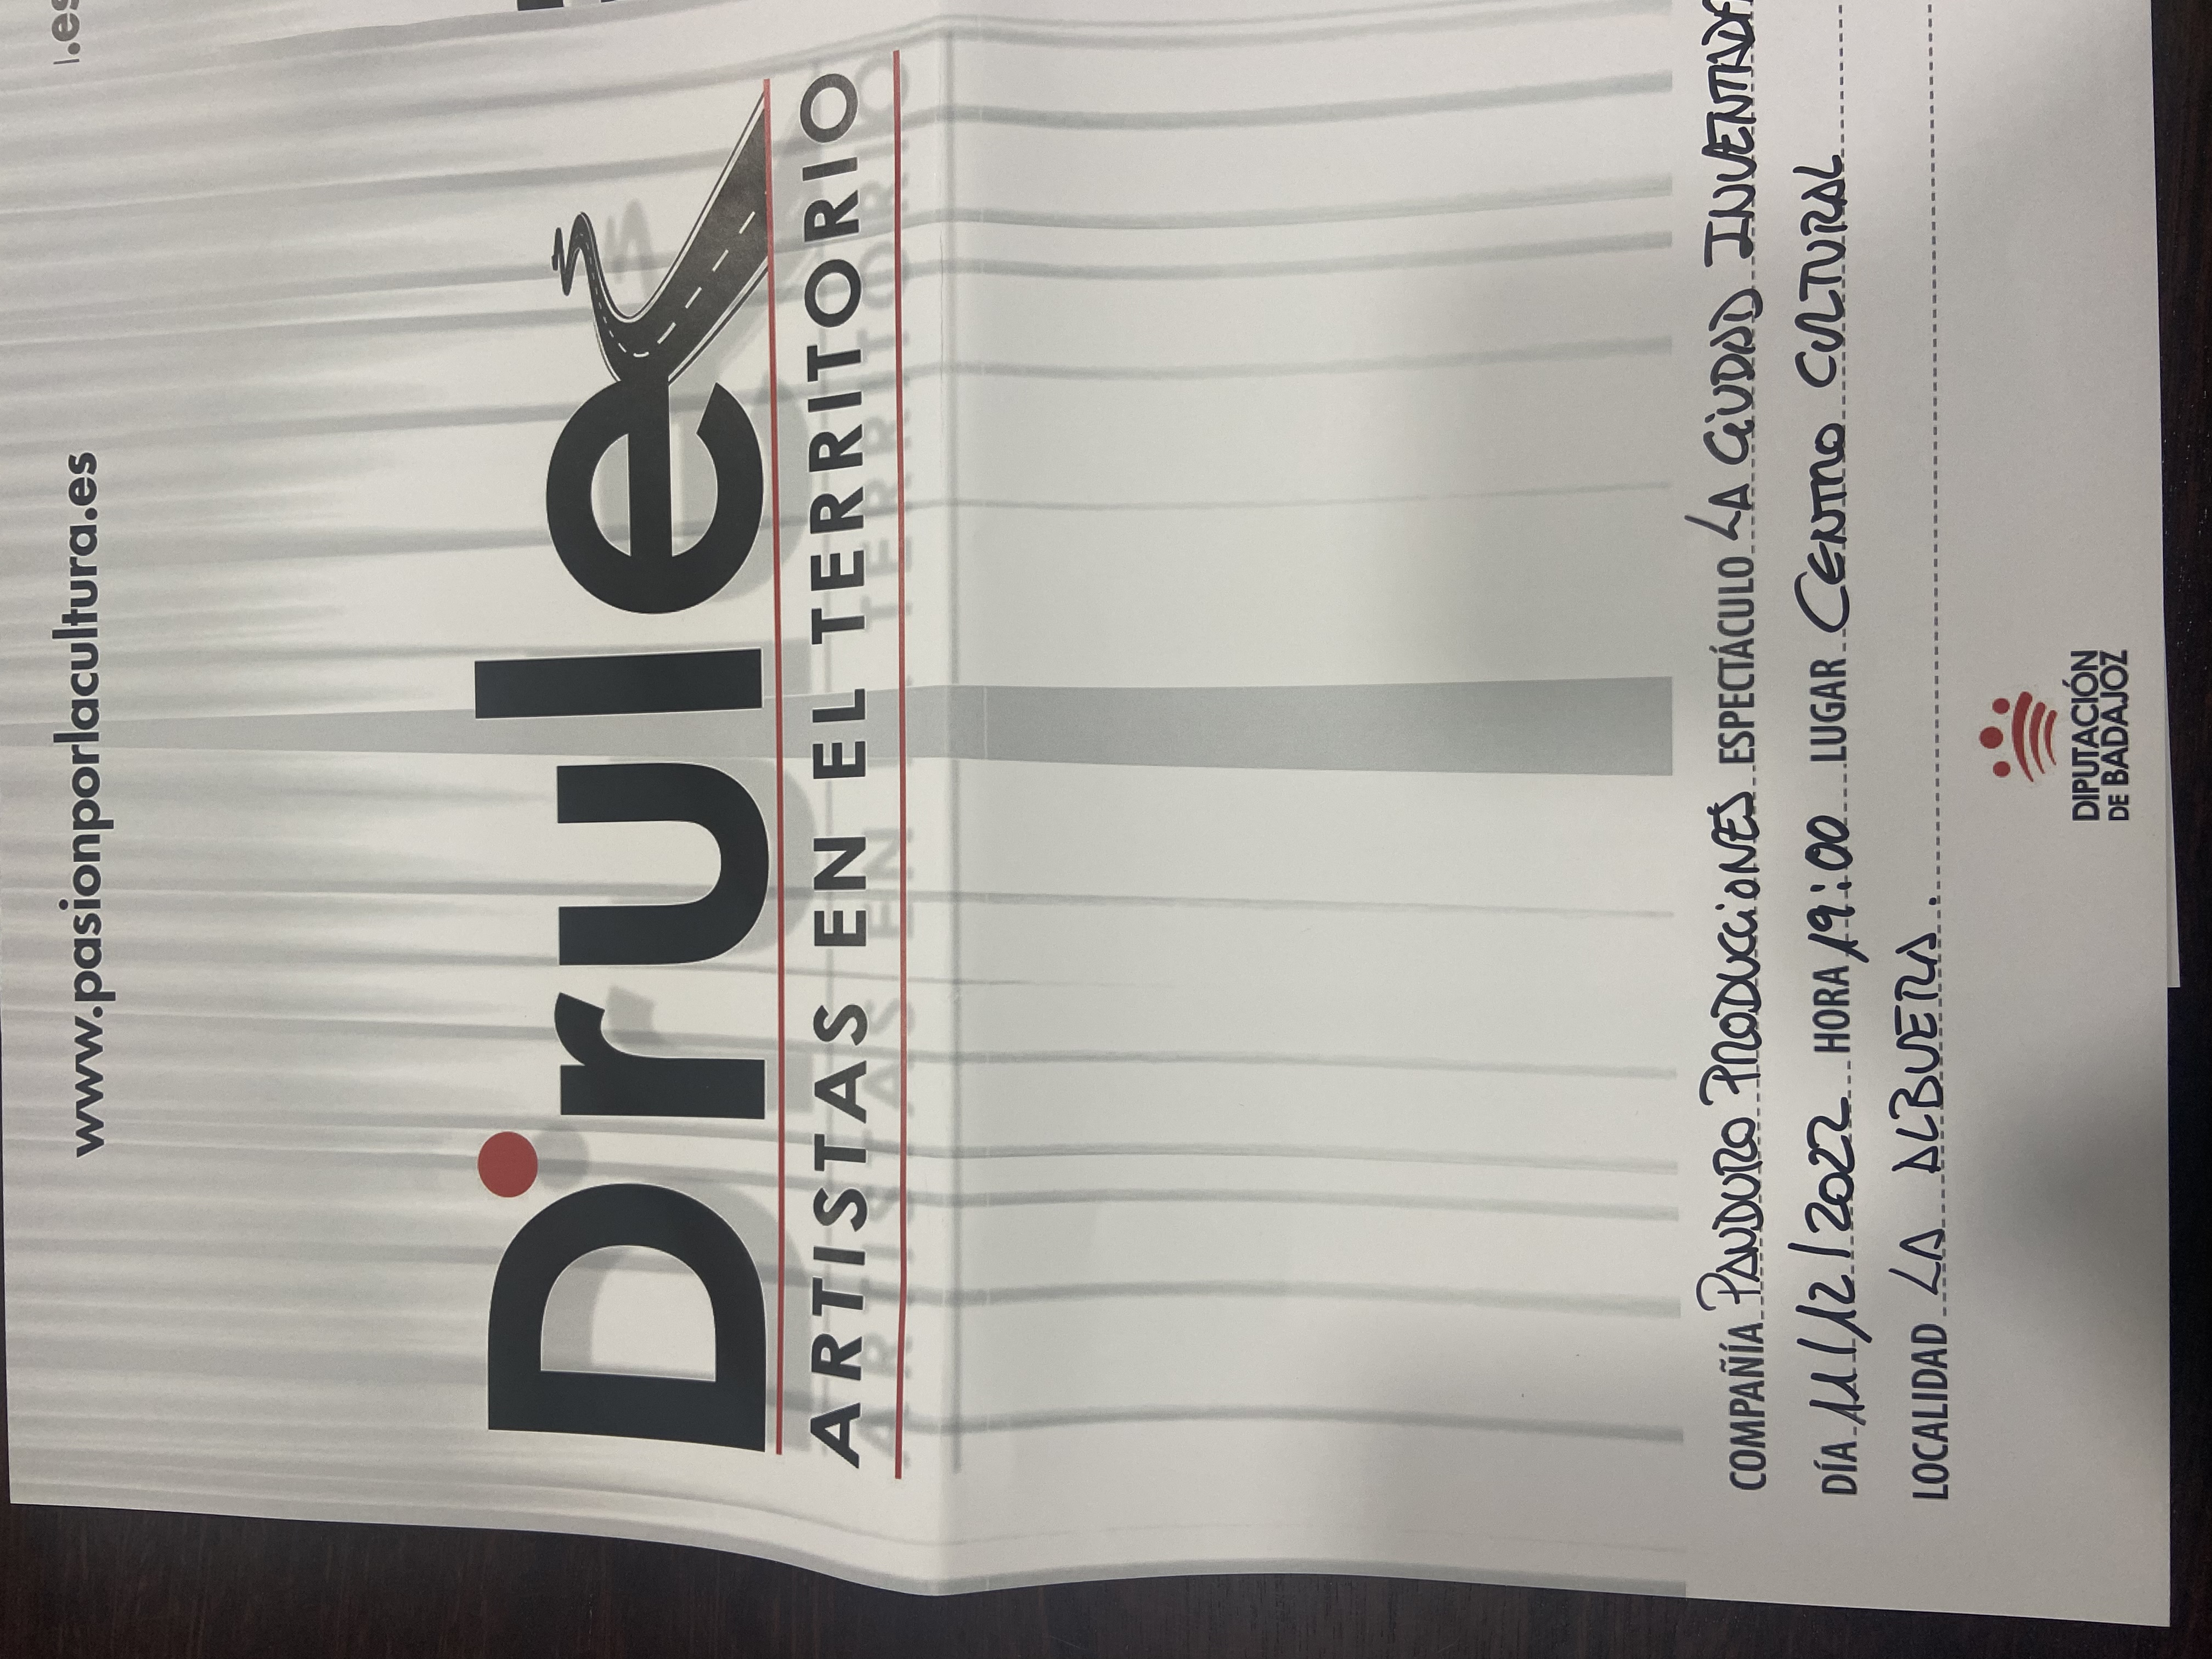 www.pasionporlacultura.es
l.es
D'rule
ARTISTAS EN EL TERRITORIO
COMPAÑÍA PANDURO PRODUCCIONES ESPECTÁCULO LA CIUDAD INVENTADA
DÍA 11/12/2022 HORA 19:00 LUGAR CENTRO CULTURAL
LOCALIDAD LA ALBUERA.
DIPUTACIÓN
DE BADAJOZ